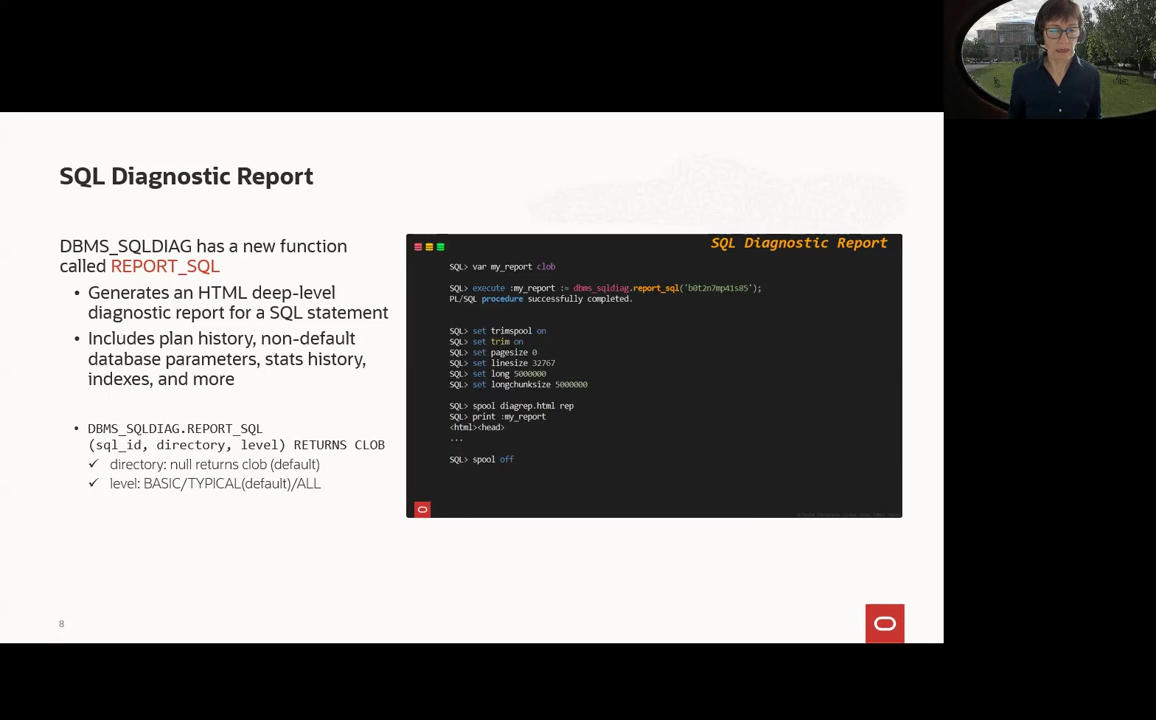 SQL Diagnostic Report
DBMS_SQLDIAG has a new function
called REPORT_SQL
• Generates an HTML deep-level
diagnostic report for a SQL statement
• Includes plan history, non-default
database parameters, stats history,
indexes, and more
• DBMS_SQLDIAG.REPORT_SQL
(sql_id, directory, level) RETURNS CLOB
✓ directory: null returns clob (default)
✓ level: BASIC/TYPICAL(default)/ALL
SQL Diagnostic Report
SQL> var my_report clob
SQL> execute :my_report := dbms_sqldiag.report_sql('b0t2n7mp41s85');
PL/SQL procedure successfully completed.
SQL> set trimspool on
SQL> set trim on
SQL> set pagesize 0
SQL> set linesize 32767
SQL> set long 5000000
SQL> set longchunksize 5000000
SQL> spool diagrep.html rep
SQL> print :my_report
<html><head>
...
SQL> spool off
8